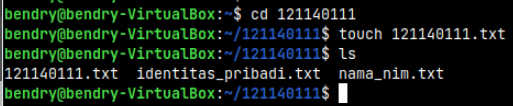 bendry@bendry-VirtualBox:~$ cd 121140111
bendry@bendry-VirtualBox:~/121140111$ touch 121140111.txt
bendry@bendry-VirtualBox:~/121140111$ ls
121140111.txt  identitas_pribadi.txt  nama_nim.txt
bendry@bendry-VirtualBox:~/121140111$